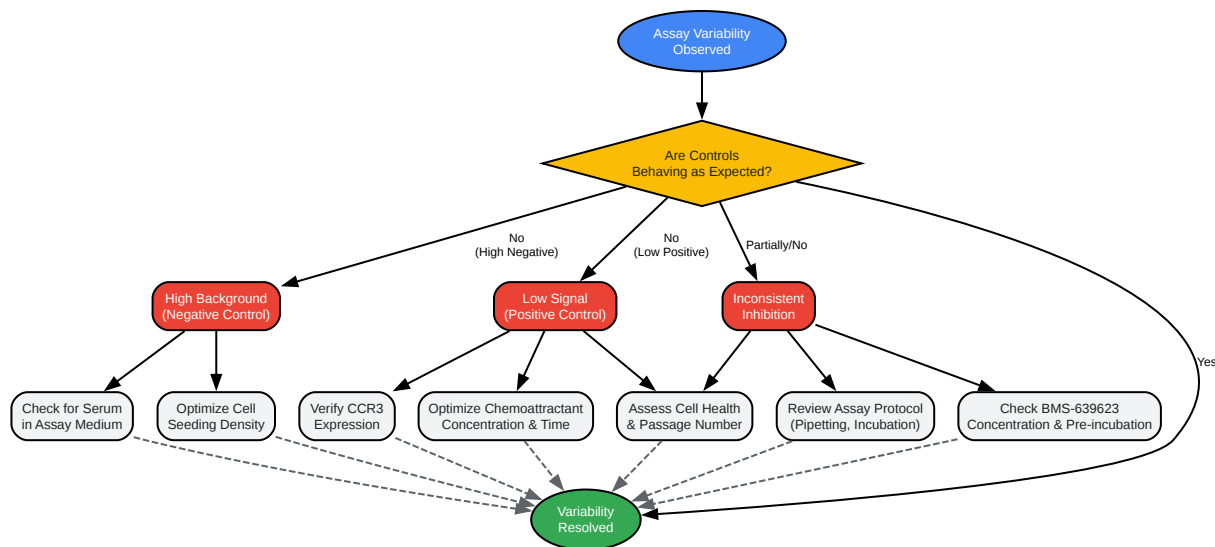 Assay Variability
Observed
Are Controls
Behaving as Expected?
No
(High Negative)
No
(Low Positive)
Partially/No
Yes
High Background
(Negative Control)
Low Signal
(Positive Control)
Inconsistent
Inhibition
Check for Serum
in Assay Medium
Optimize Cell
Seeding Density
Verify CCR3
Expression
Optimize Chemoattractant
Concentration & Time
Assess Cell Health
& Passage Number
Review Assay Protocol
(Pipetting, Incubation)
Check BMS-639623
Concentration & Pre-incubation
Variability
Resolved